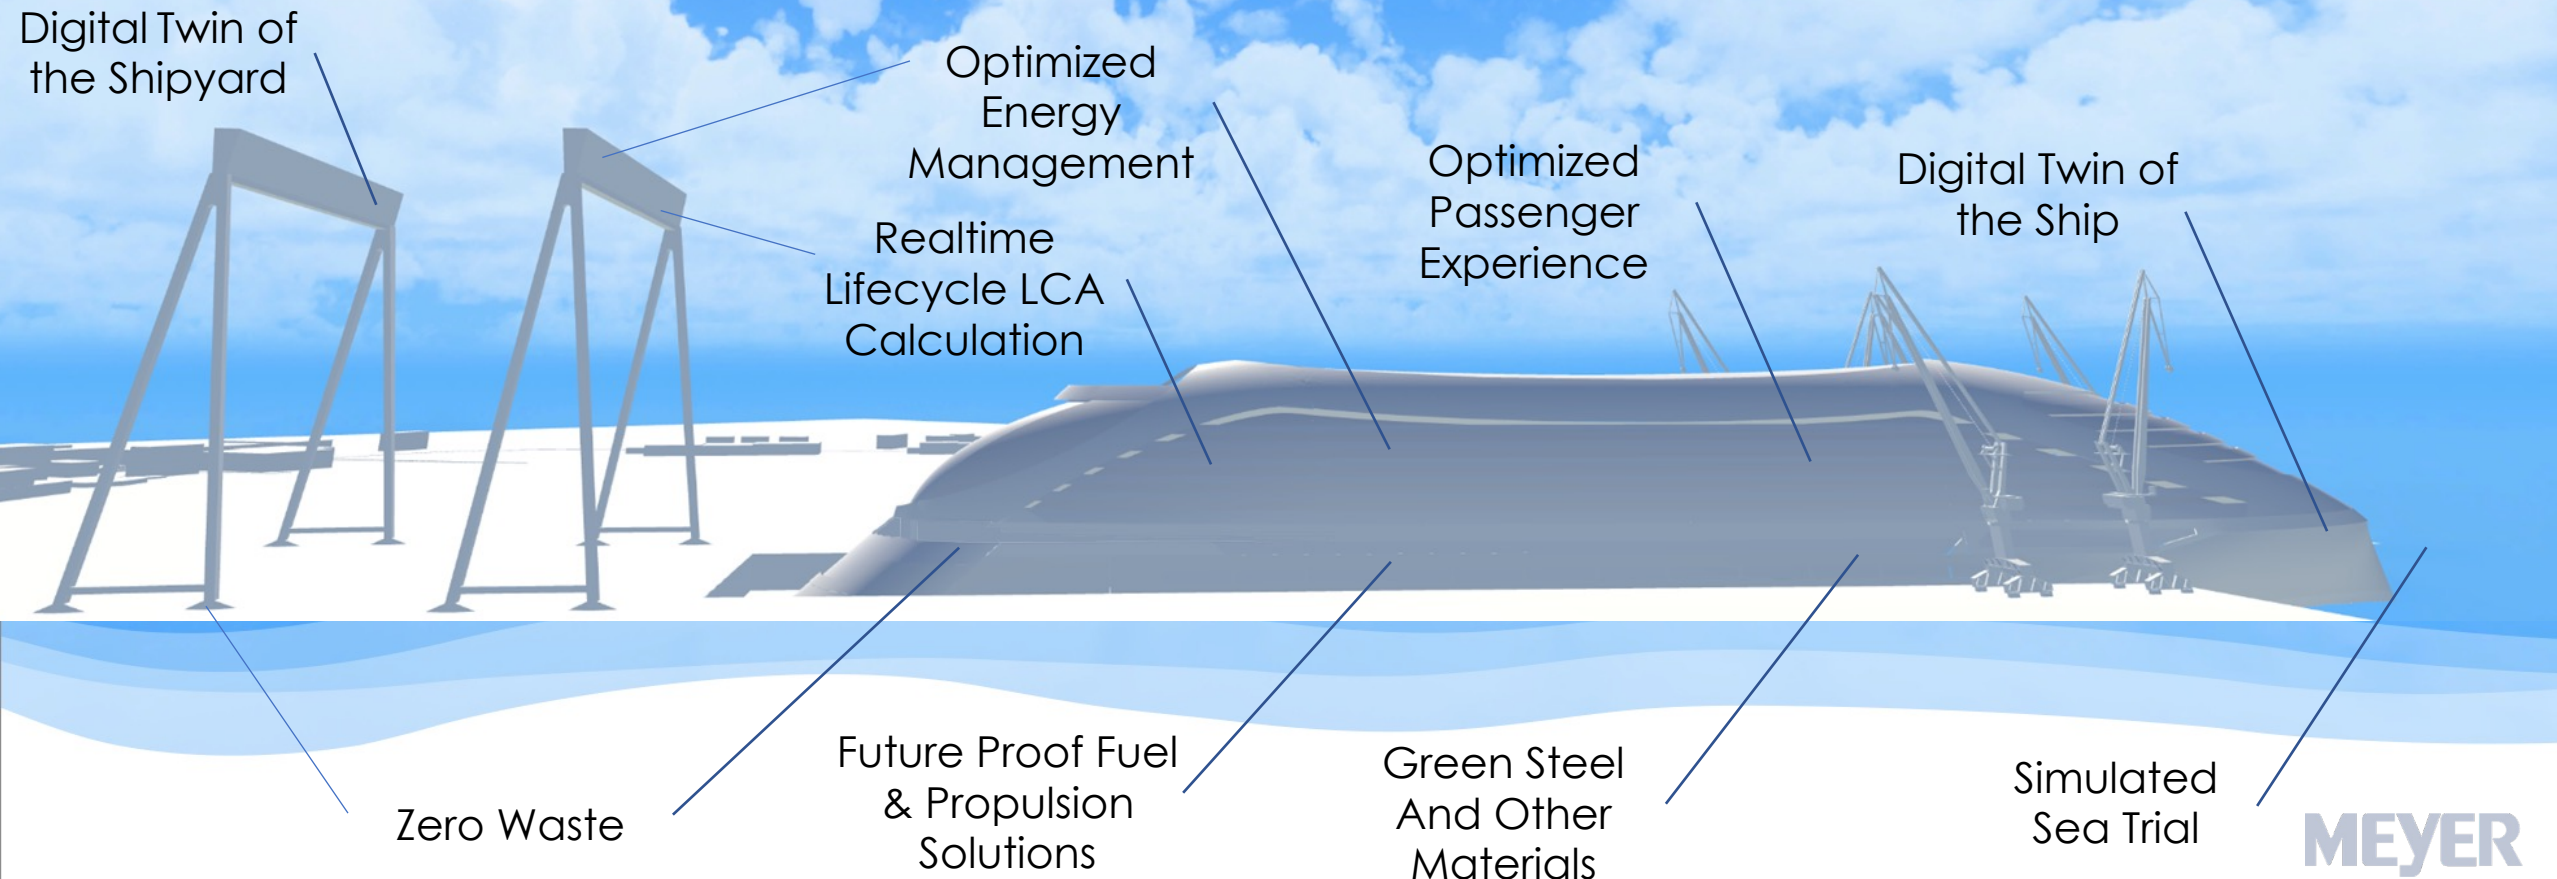 Digital Twin of
the Shipyard
Optimized
Energy
Management
Realtime
Lifecycle LCA
Calculation
Optimized
Passenger
Experience
Digital Twin of
the Ship
Zero Waste
Future Proof Fuel
& Propulsion
Solutions
Green Steel
And Other
Materials
Simulated
Sea Trial
MEYER